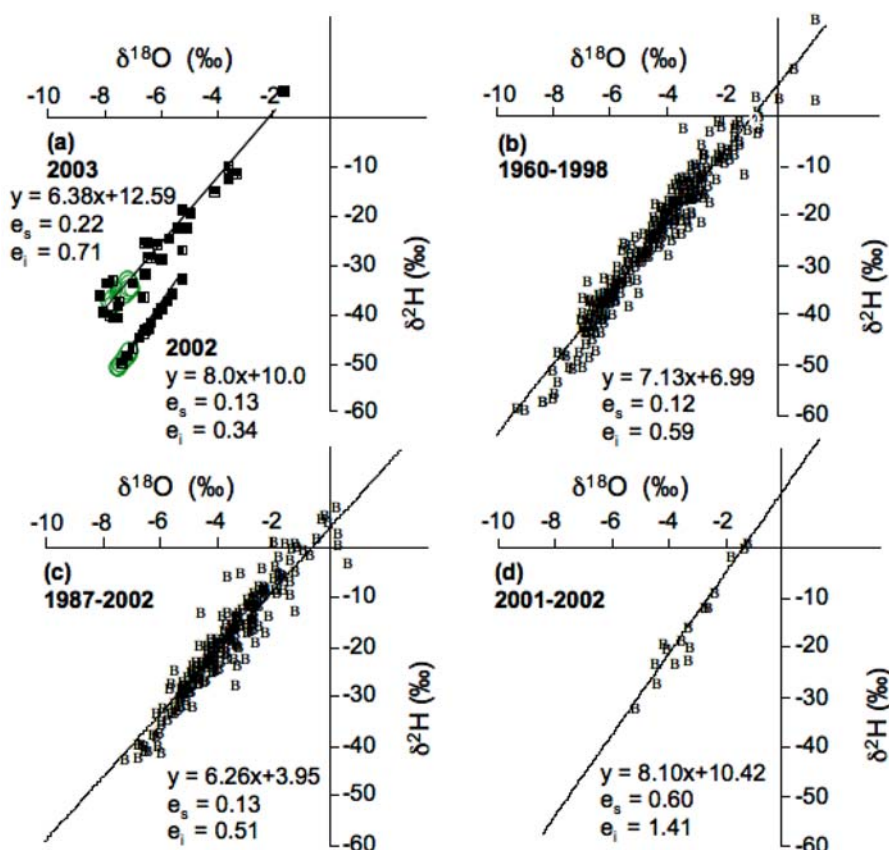 δ18O (‰)
-10 -8 -6 -4 -2
(a)
2003
y = 6.38x+12.59
es = 0.22
ei = 0.71
2002
y = 8.0x+10.0
es = 0.13
ei = 0.34
-10
-20
-30
-40
-50
-60
δ2H (‰)
δ18O (‰)
-10 -8 -6 -4 -2
(b)
1960-1998
y = 7.13x+6.99
es = 0.12
ei = 0.59
-10
-20
-30
-40
-50
-60
δ2H (‰)
δ18O (‰)
-10 -8 -6 -4 -2
(c)
1987-2002
y = 6.26x+3.95
es = 0.13
ei = 0.51
-10
-20
-30
-40
-50
-60
δ2H (‰)
δ18O (‰)
-10 -8 -6 -4 -2
(d)
2001-2002
y = 8.10x+10.42
es = 0.60
ei = 1.41
-10
-20
-30
-40
-50
-60
δ2H (‰)